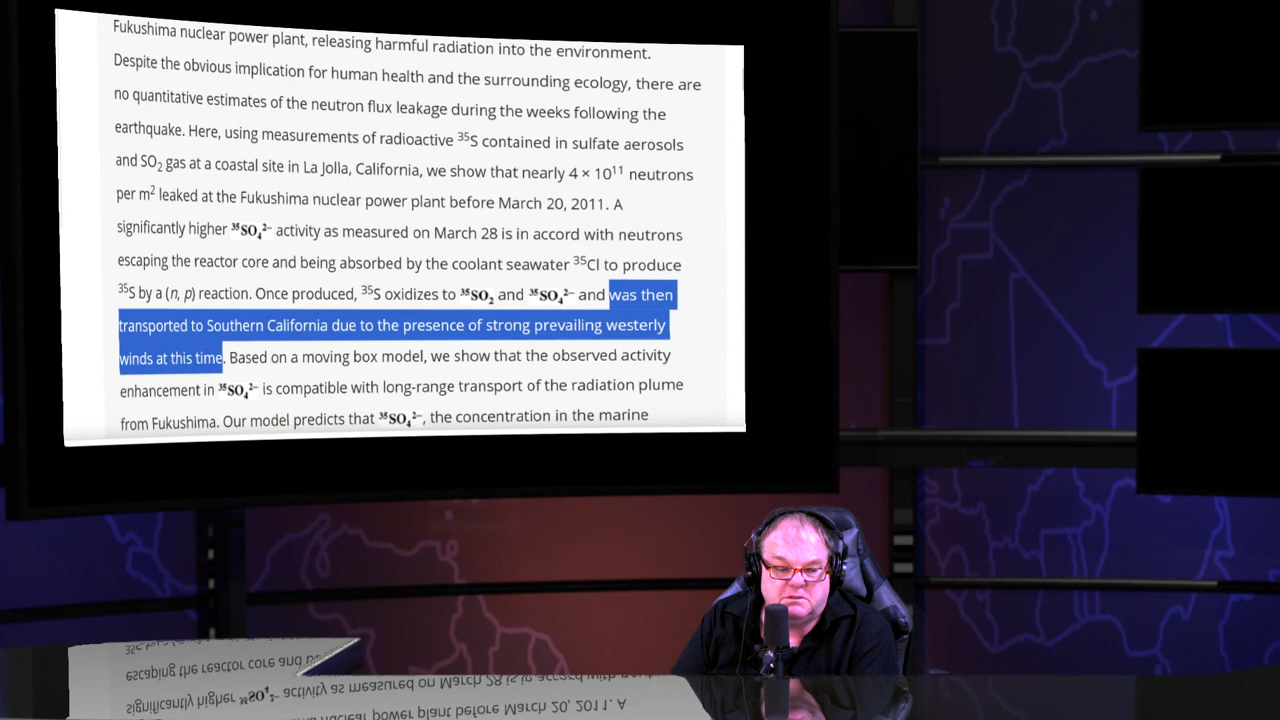 Fukushima nuclear power plant, releasing harmful radiation into the environment.
Despite the obvious implication for human health and the surrounding ecology, there are
no quantitative estimates of the neutron flux leakage during the weeks following the
earthquake. Here, using measurements of radioactive ³⁵S contained in sulfate aerosols
and SO₂ gas at a coastal site in La Jolla, California, we show that nearly 4 × 10¹¹ neutrons
per m² leaked at the Fukushima nuclear power plant before March 20, 2011. A
significantly higher ³⁵SO₄²⁻ activity as measured on March 28 is in accord with neutrons
escaping the reactor core and being absorbed by the coolant seawater ³⁵Cl to produce
³⁵S by a (n, p) reaction. Once produced, ³⁵S oxidizes to ³⁵SO₂ and ³⁵SO₄²⁻ and was then
transported to Southern California due to the presence of strong prevailing westerly
winds at this time. Based on a moving box model, we show that the observed activity
enhancement in ³⁵SO₄²⁻ is compatible with long-range transport of the radiation plume
from Fukushima. Our model predicts that ³⁵SO₄²⁻, the concentration in the marine